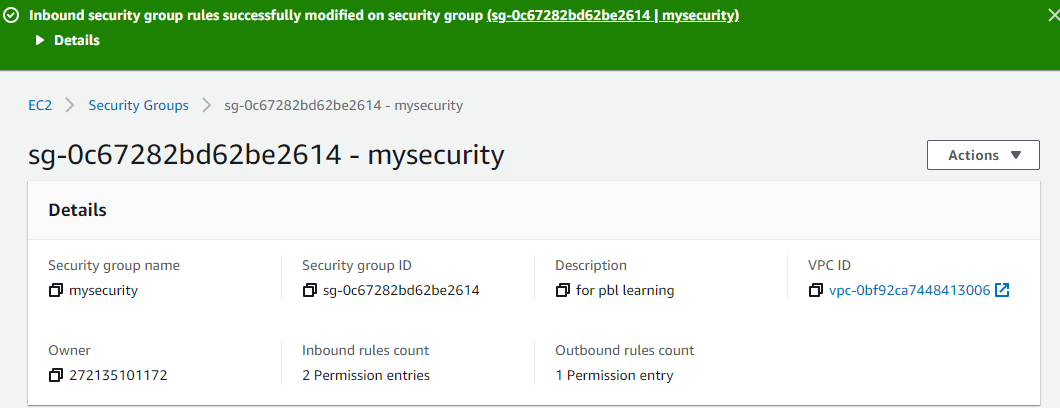 Inbound security group rules successfully modified on security group (sg-0c67282bd62be2614 | mysecurity)
Details
EC2 > Security Groups > sg-0c67282bd62be2614 - mysecurity
sg-0c67282bd62be2614 - mysecurity
Actions
Details
Security group name
mysecurity
Security group ID
sg-0c67282bd62be2614
Description
for pbl learning
VPC ID
vpc-0bf92ca7448413006
Owner
272135101172
Inbound rules count
2 Permission entries
Outbound rules count
1 Permission entry